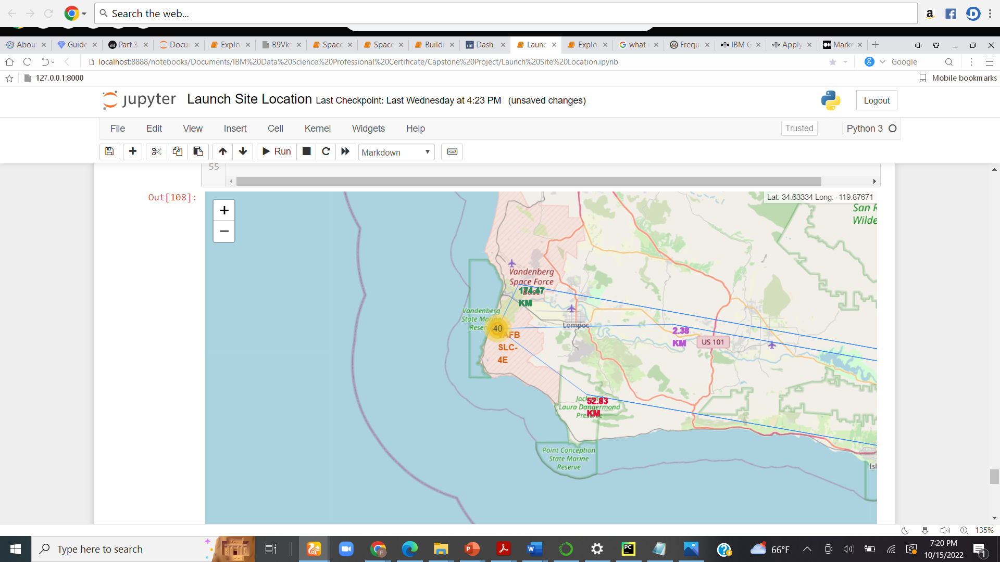 Search the web...
Abou
Guide
Part 3.
Docu
Explo
B9Vkr
Space
Space
Buildi
Dash
Launc
Explo
what
Frequ
IBM G
Apply
Mark
localhost:8888/notebooks/Documents/IBM%20Data%20Science%20Professional%20Certificate/Capstone%20Project/Launch%20Site%20Location.ipynb
Google
127.0.0.1:8000
Mobile bookmarks
jupyter Launch Site Location Last Checkpoint: Last Wednesday at 4:23 PM (unsaved changes)
Logout
File Edit View Insert Cell Kernel Widgets Help
Trusted
Python 3
Run
Markdown
55
Out[108]:
+
−
Lat: 34.63334 Long: -119.87671
San R
Wilde
Vandenberg
Space Force
Base
KM
Vandenberg
State Marine
Reser
40
AFB
SLC-
4E
Lompoc
2.38
KM
US 101
Jack
52.83
Laura Dangermond
KM
Preserve
Point Conception
State Marine
Reserve
Isl
135%
Type here to search
66°F
7:20 PM
10/15/2022
1